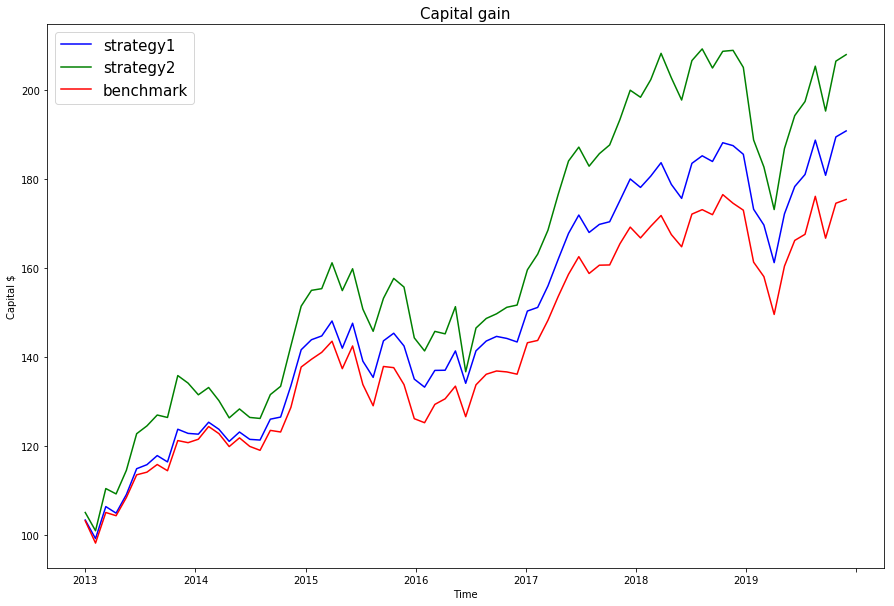 Capital gain
strategy1
strategy2
benchmark
200
180
160
140
120
100
Capital $
2013 2014 2015 2016 2017 2018 2019
Time